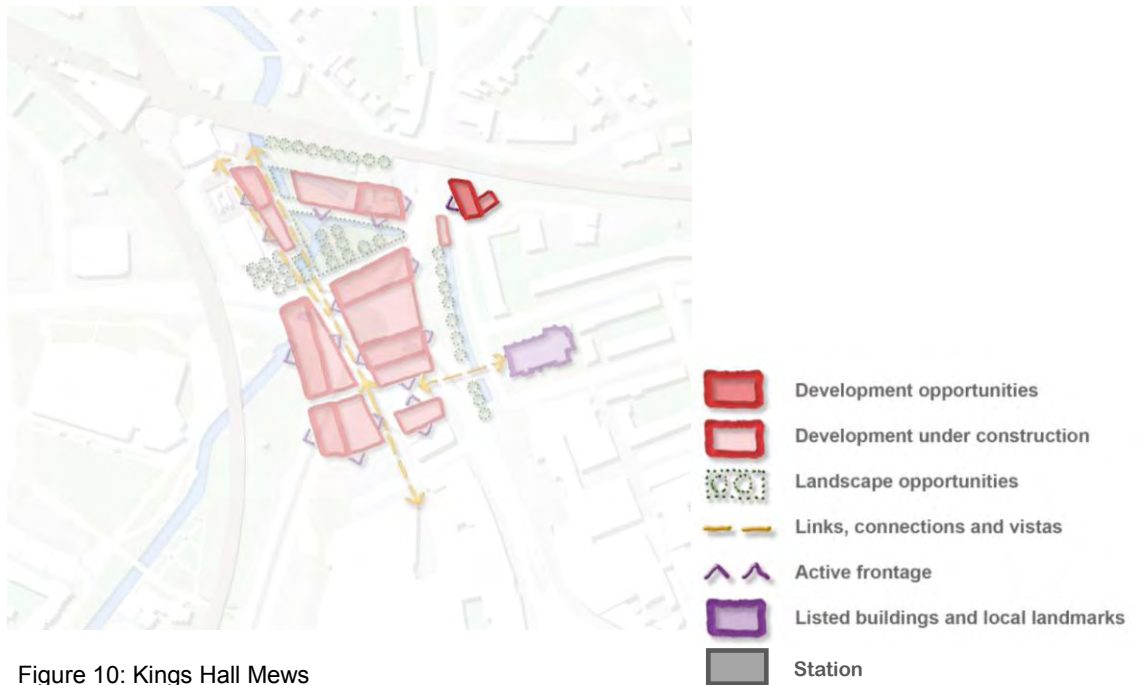 Development opportunities
Development under construction
Landscape opportunities
Links, connections and vistas
Active frontage
Listed buildings and local landmarks
Station
Figure 10: Kings Hall Mews